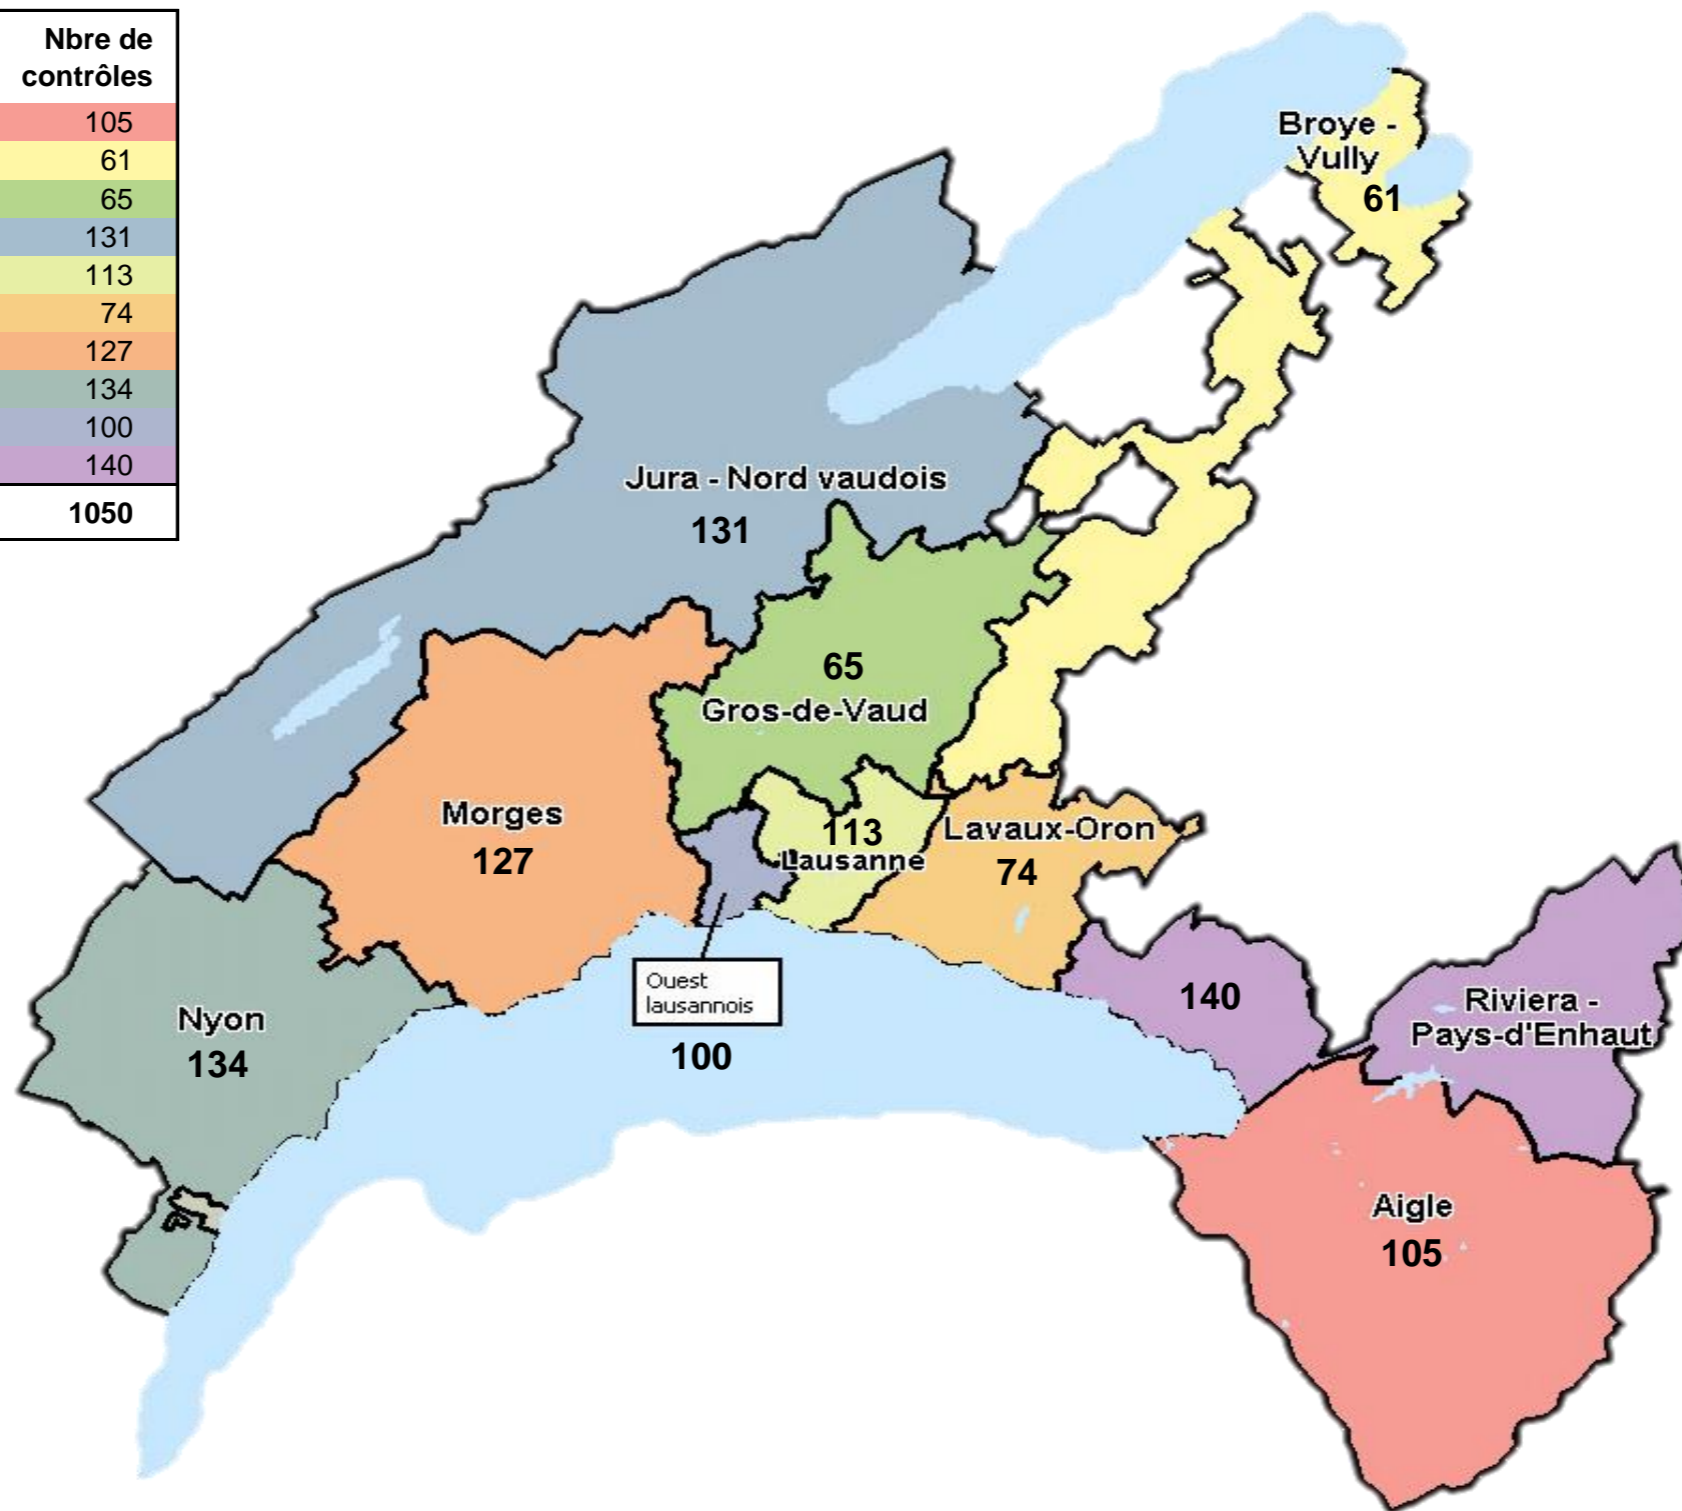 Nbre de
contrôles
105
61
65
131
113
74
127
134
100
140
1050
Broye -
Vully
61
Jura - Nord vaudois
131
65
Gros-de-Vaud
Morges
127
113
Lausanne
Lavaux-Oron
74
Ouest
lausannois
100
Nyon
134
140
Riviera -
Pays-d'Enhaut
Aigle
105